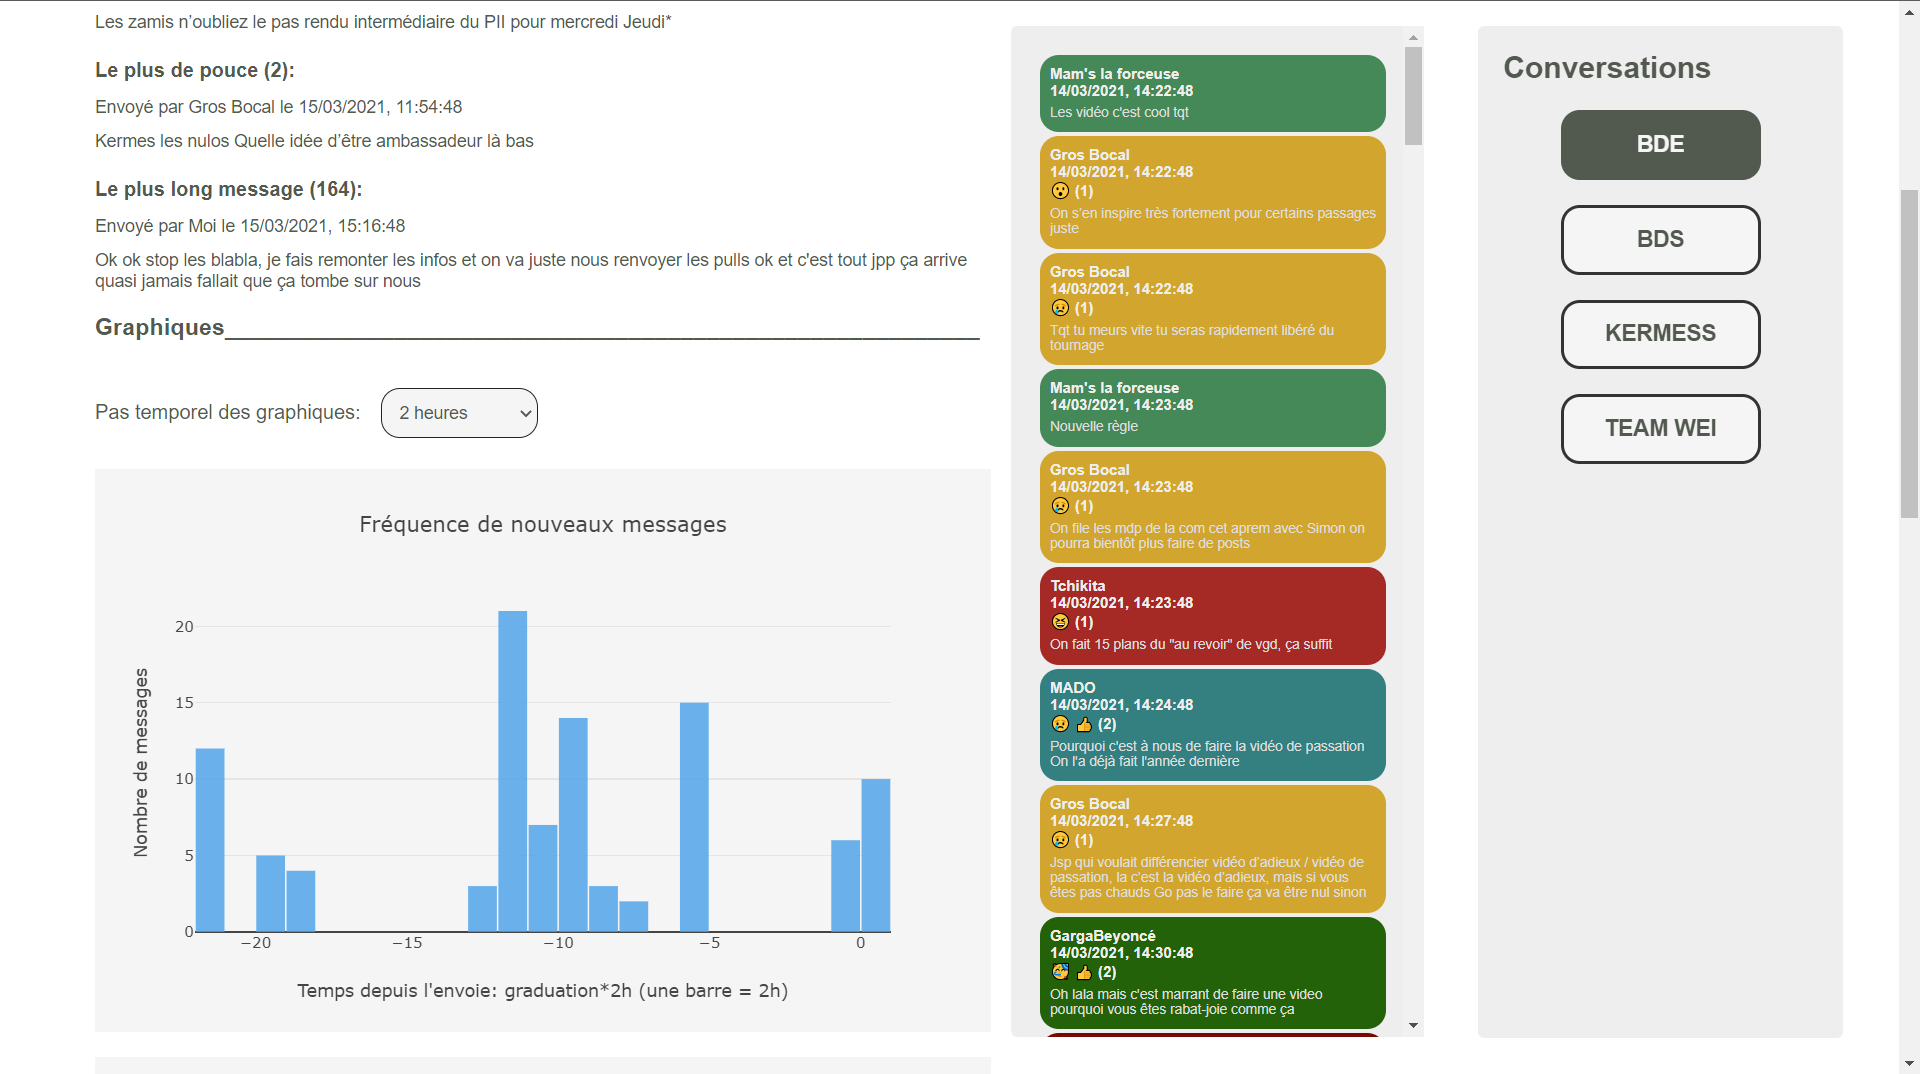 Les zamis n’oubliez le pas rendu intermédiaire du PII pour mercredi Jeudi*
Le plus de pouce (2):
Envoyé par Gros Bocal le 15/03/2021, 11:54:48
Kermes les nulos Quelle idée d’être ambassadeur là bas
Le plus long message (164):
Envoyé par Moi le 15/03/2021, 15:16:48
Ok ok stop les blabla, je fais remonter les infos et on va juste nous renvoyer les pulls ok et c'est tout jpp ça arrive
quasi jamais fallait que ça tombe sur nous
Graphiques
Pas temporel des graphiques:
2 heures
Fréquence de nouveaux messages
Nombre de messages
20
15
10
5
0
−20
−15
−10
−5
0
Temps depuis l'envoie: graduation*2h (une barre = 2h)
Mam's la forceuse
14/03/2021, 14:22:48
Les vidéo c'est cool tqt
Gros Bocal
14/03/2021, 14:22:48
😮 (1)
On s’en inspire très fortement pour certains passages
juste
Gros Bocal
14/03/2021, 14:22:48
😢 (1)
Tqt tu meurs vite tu seras rapidement libéré du
tournage
Mam's la forceuse
14/03/2021, 14:23:48
Nouvelle règle
Gros Bocal
14/03/2021, 14:23:48
😢 (1)
On file les mdp de la com cet aprem avec Simon on
pourra bientôt plus faire de posts
Tchikita
14/03/2021, 14:23:48
😆 (1)
On fait 15 plans du "au revoir" de vgd, ça suffit
MADO
14/03/2021, 14:24:48
😢 👍 (2)
Pourquoi c'est à nous de faire la vidéo de passation
On l'a déjà fait l'année dernière
Gros Bocal
14/03/2021, 14:27:48
😢 (1)
Jsp qui voulait différencier vidéo d’adieux / vidéo de
passation, la c’est la vidéo d’adieux, mais si vous
êtes pas chauds Go pas le faire ça va être nul sinon
GargaBeyoncé
14/03/2021, 14:30:48
🥳 👍 (2)
Oh lala mais c'est marrant de faire une video
pourquoi vous êtes rabat-joie comme ça
Conversations
BDE
BDS
KERMESS
TEAM WEI